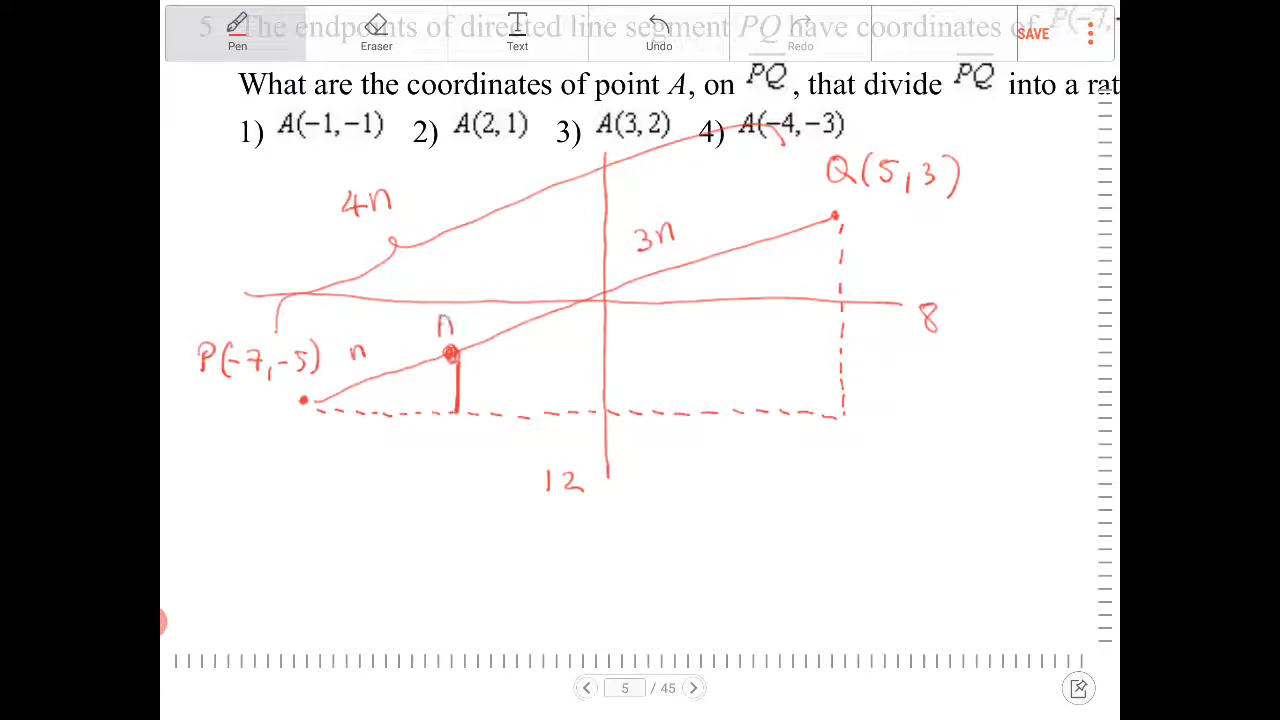 5 The endpoints of directed line segment PQ have coordinates of P(-7,
Pen Eraser Text Undo Redo SAVE
What are the coordinates of point A, on PQ, that divide PQ into a rat
1) A(-1,-1) 2) A(2,1) 3) A(3,2) 4) A(-4,-3)
Q(5,3)
4n
3n
8
A
P(-7,-5) n
12
5 / 45